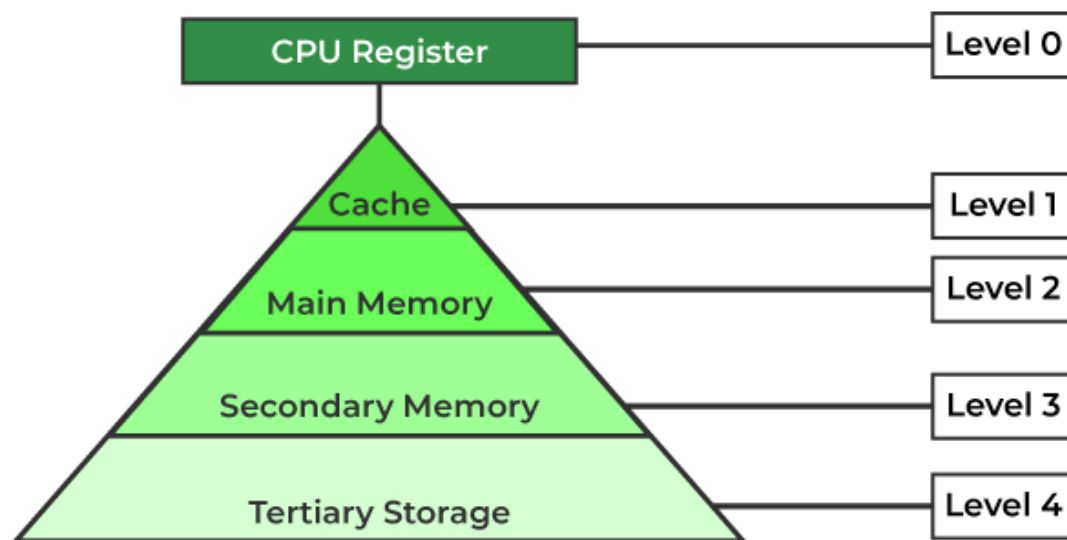 CPU Register
Level 0
Cache
Level 1
Main Memory
Level 2
Secondary Memory
Level 3
Tertiary Storage
Level 4